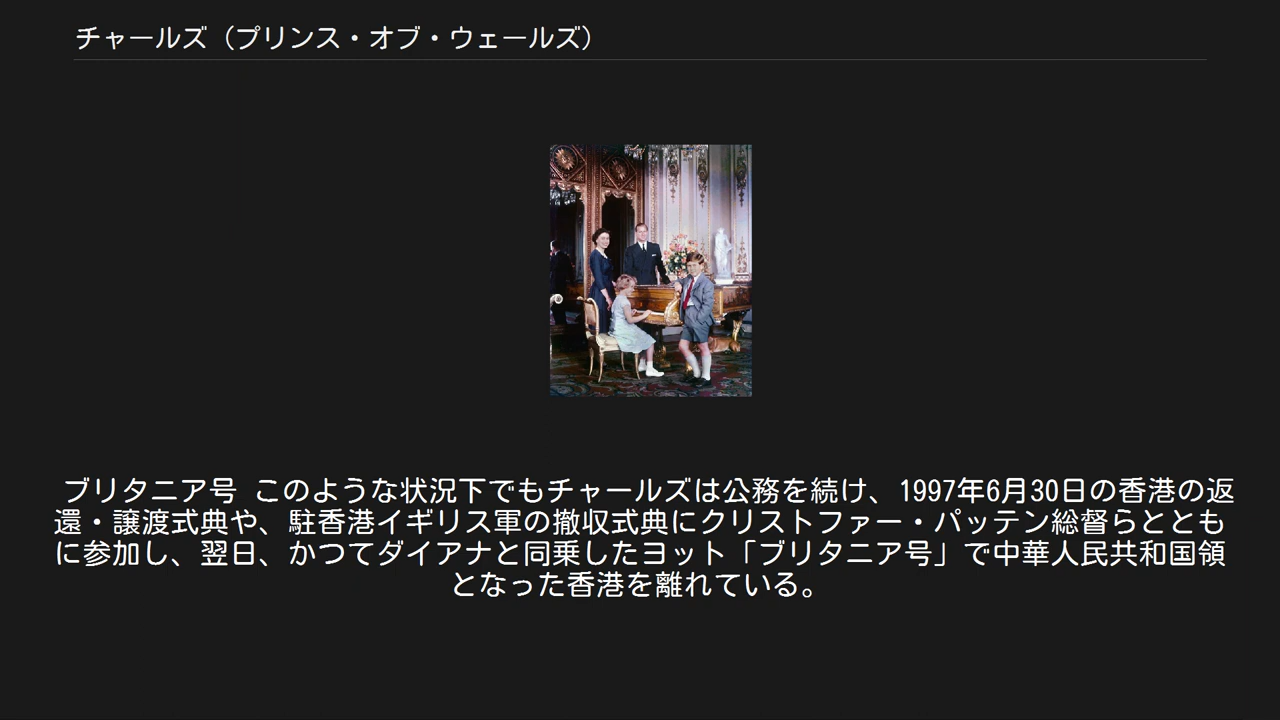 チャールズ（プリンス・オブ・ウェールズ）
ブリタニア号 このような状況下でもチャールズは公務を続け、1997年6月30日の香港の返
還・譲渡式典や、駐香港イギリス軍の撤収式典にクリストファー・パッテン総督らととも
に参加し、翌日、かつてダイアナと同乗したヨット「ブリタニア号」で中華人民共和国領
となった香港を離れている。